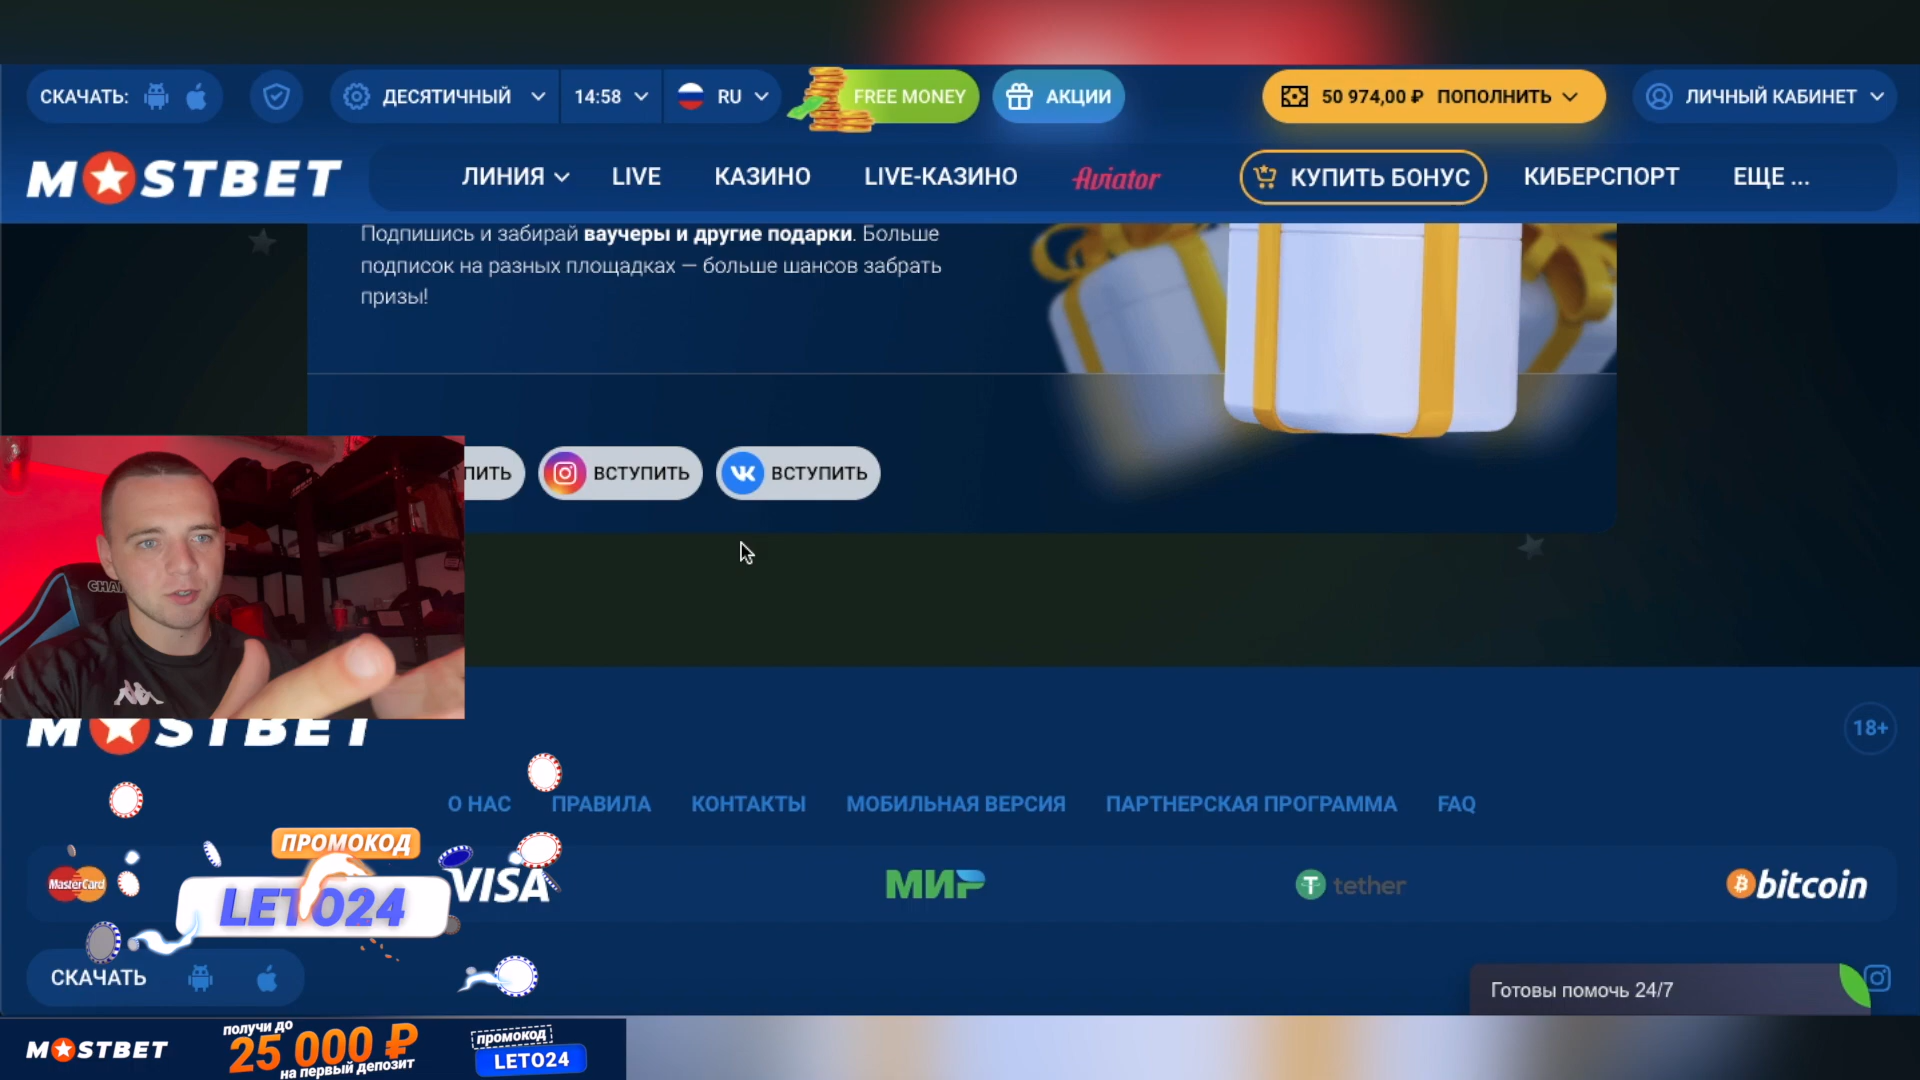 СКАЧАТЬ:
ДЕСЯТИЧНЫЙ
14:58
RU
FREE MONEY
АКЦИИ
50 974,00 ₽ ПОПОЛНИТЬ
ЛИЧНЫЙ КАБИНЕТ
MOSTBET
ЛИНИЯ
LIVE
КАЗИНО
LIVE-КАЗИНО
Aviator
КУПИТЬ БОНУС
КИБЕРСПОРТ
ЕЩЕ ...
Подпишись и забирай ваучеры и другие подарки. Больше
подписок на разных площадках — больше шансов забрать
призы!
ПИТЬ
ВСТУПИТЬ
ВСТУПИТЬ
CHA
MOSTBET
18+
О НАС
ПРАВИЛА
КОНТАКТЫ
МОБИЛЬНАЯ ВЕРСИЯ
ПАРТНЕРСКАЯ ПРОГРАММА
FAQ
ПРОМОКОД
LETO24
MasterCard
VISA
МИР
tether
bitcoin
СКАЧАТЬ
Готовы помочь 24/7
MOSTBET
получи до
25 000 ₽
на первый депозит
промокод
LETO24